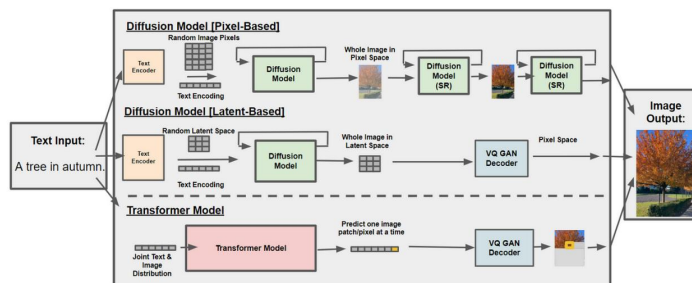 Diffusion Model [Pixel-Based]
Random Image Pixels
Text
Encoder
Text Encoding
Diffusion
Model
Whole Image in
Pixel Space
Diffusion
Model
(SR)
Diffusion
Model
(SR)
Diffusion Model [Latent-Based]
Random Latent Space
Text
Encoder
Text Encoding
Diffusion
Model
Whole Image in
Latent Space
VQ GAN
Decoder
Pixel Space
Text Input:
A tree in autumn.
Image
Output:
Transformer Model
Joint Text &
Image
Distribution
Transformer Model
Predict one image
patch/pixel at a time
VQ GAN
Decoder